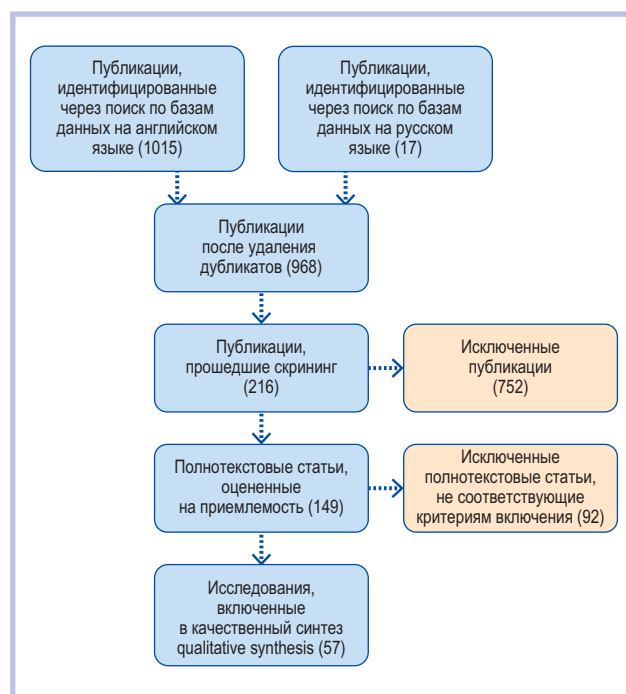 Публикации,
идентифицированные
через поиск по базам
данных на английском
языке (1015)
Публикации,
идентифицированные
через поиск по базам
данных на русском
языке (17)
Публикации
после удаления
дубликатов (968)
Публикации,
прошедшие скрининг
(216)
Исключенные
публикации
(752)
Полнотекстовые статьи,
оцененные
на приемлемость (149)
Исключенные
полнотекстовые статьи,
не соответствующие
критериям включения (92)
Исследования,
включенные
в качественный синтез
qualitative synthesis (57)